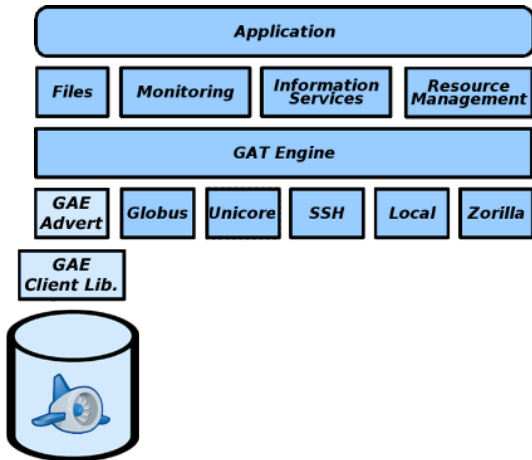 Application
Files
Monitoring
Information
Services
Resource
Management
GAT Engine
GAE
Advert
Globus
Unicore
SSH
Local
Zorilla
GAE
Client Lib.